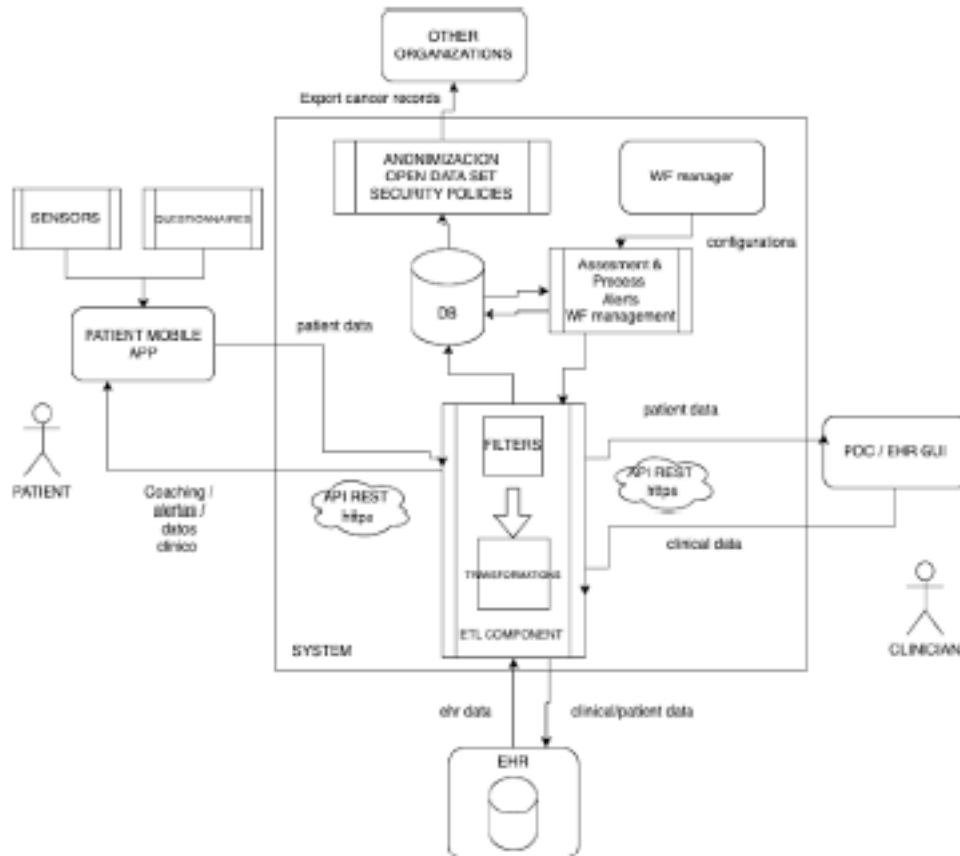 OTHER
ORGANIZATIONS
Export cancer records
ANONIMIZACION
OPEN DATA SET
SECURITY POLICIES
WF manager
SENSORS
QUESTIONNAIRES
configurations
Assesment &
Process
Alerts
WF management
DB
PATIENT MOBILE
APP
patient data
patient data
FILTERS
POC / EHR GUI
PATIENT
Coaching /
alertas /
datos
clinico
API REST
https
API REST
https
clinical data
TRANSFORMATIONS
ETL COMPONENT
SYSTEM
CLINICIAN
ehr data
clinical/patient data
EHR